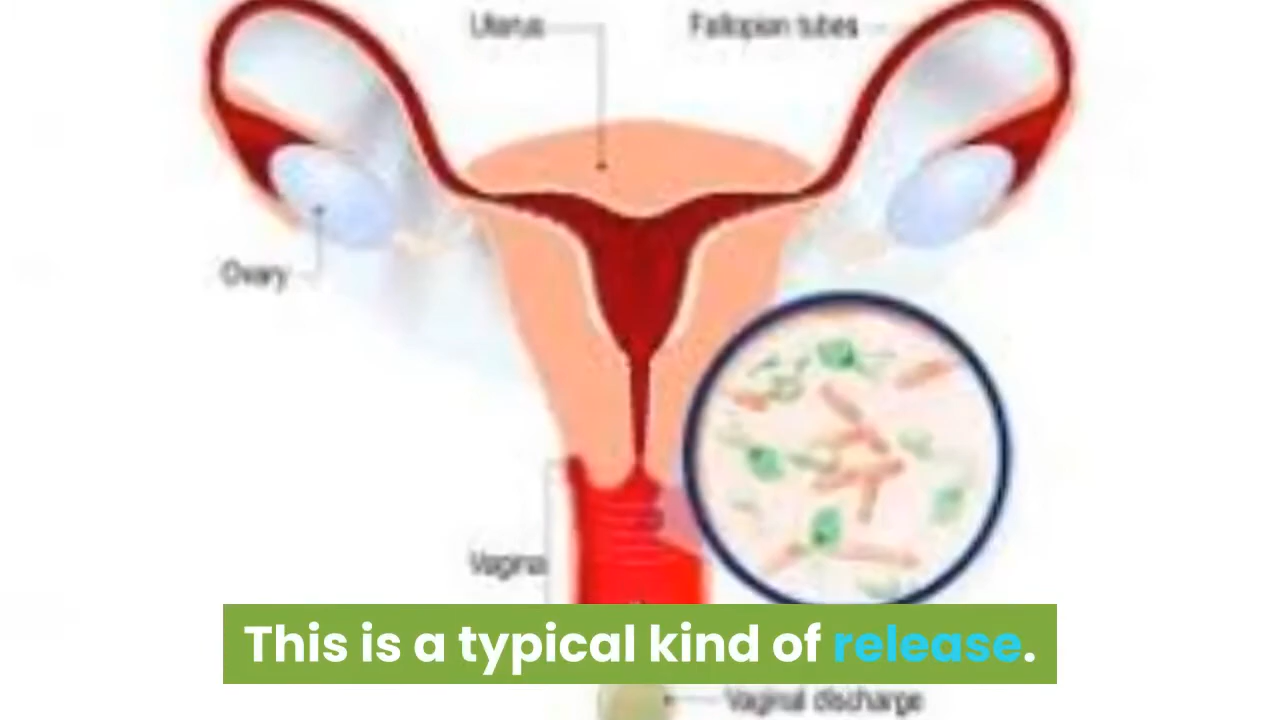 Uterus
Fallopian tubes
Ovary
Vagina
This is a typical kind of release.
Vaginal discharge